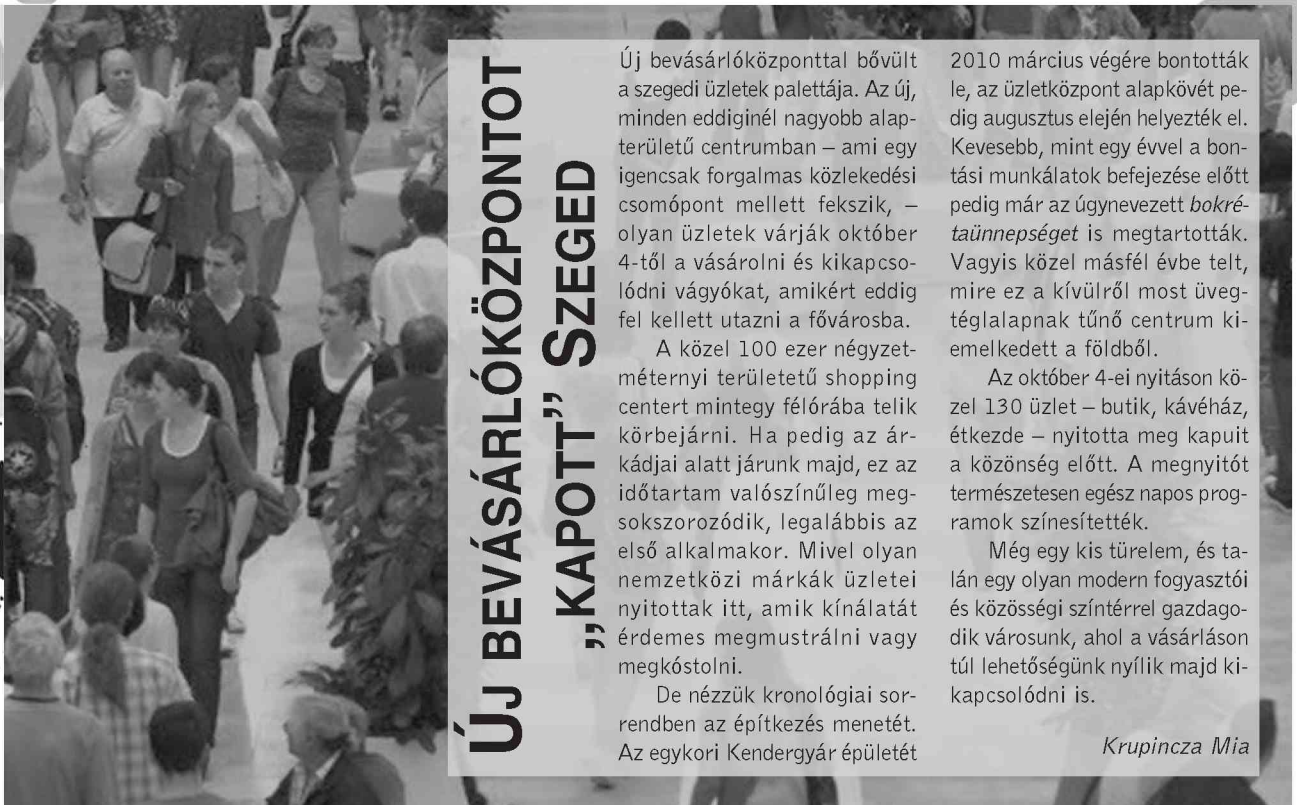 ÚJ BEVÁSÁRLÓKÖZPONTOT
„KAPOTT” SZEGED
Új bevásárlóközponttal bővült
a szegedi üzletek palettája. Az új,
minden eddiginél nagyobb alap-
területű centrumban – ami egy
igencsak forgalmas közlekedési
csomópont mellett fekszik, –
olyan üzletek várják október
4-től a vásárolni és kikapcso-
lódni vágyókat, amikért eddig
fel kellett utazni a fővárosba.
A közel 100 ezer négyzet-
méternyi területetű shopping
centert mintegy félórába telik
körbejárni. Ha pedig az ár-
kádjai alatt járunk majd, ez az
időtartam valószínűleg meg-
sokszorozódik, legalábbis az
első alkalmakor. Mivel olyan
nemzetközi márkák üzletei
nyitottak itt, amik kínálatát
érdemes megmustrálni vagy
megkóstolni.
De nézzük kronológiai sor-
rendben az építkezés menetét.
Az egykori Kendergyár épületét
2010 március végére bontották
le, az üzletközpont alapkövét pe-
dig augusztus elején helyezték el.
Kevesebb, mint egy évvel a bon-
tási munkálatok befejezése előtt
pedig már az úgynevezett bokré-
taünnepséget is megtartották.
Vagyis közel másfél évbe telt,
mire ez a kívülről most üveg-
téglalapnak tűnő centrum ki-
emelkedett a földből.
Az október 4-ei nyitáson kö-
zel 130 üzlet – butik, kávéház,
étkezde – nyitotta meg kapuit
a közönség előtt. A megnyitót
természetesen egész napos prog-
ramok színesítették.
Még egy kis türelem, és ta-
lán egy olyan modern fogyasztói
és közösségi színtérrel gazdago-
dik városunk, ahol a vásárláson
túl lehetőségünk nyílik majd ki-
kapcsolódni is.
Krupincza Mia